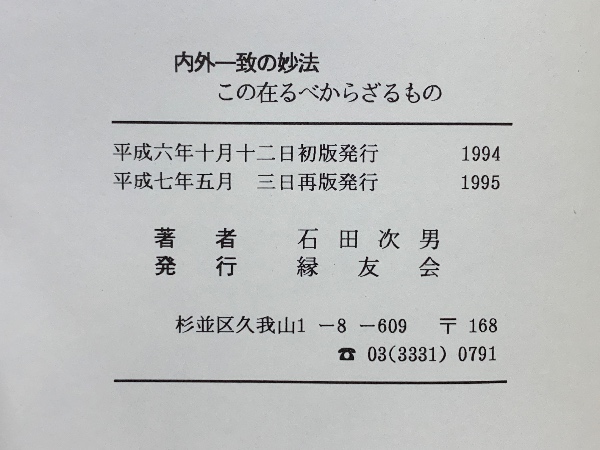 内外一致の妙法
この在るべからざるもの
平成六年十月十二日初版発行 1994
平成七年五月 三日再版発行 1995
著者 石田次男
発行 縁友会
杉並区久我山1－8－609 〒168
☎ 03(3331) 0791